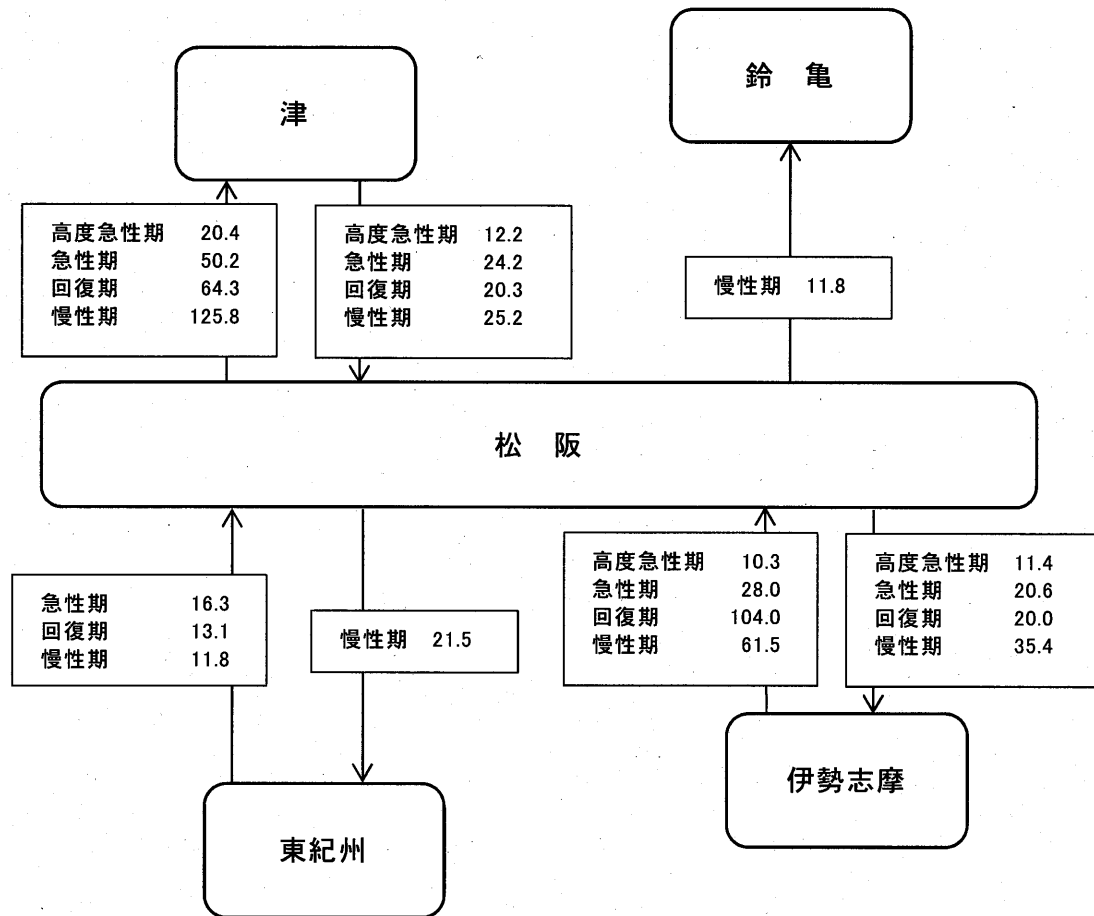 津
鈴　亀
高度急性期　20.4
急性期　50.2
回復期　64.3
慢性期　125.8
高度急性期　12.2
急性期　24.2
回復期　20.3
慢性期　25.2
慢性期　11.8
松　阪
急性期　16.3
回復期　13.1
慢性期　11.8
慢性期　21.5
高度急性期　10.3
急性期　28.0
回復期　104.0
慢性期　61.5
高度急性期　11.4
急性期　20.6
回復期　20.0
慢性期　35.4
東紀州
伊勢志摩